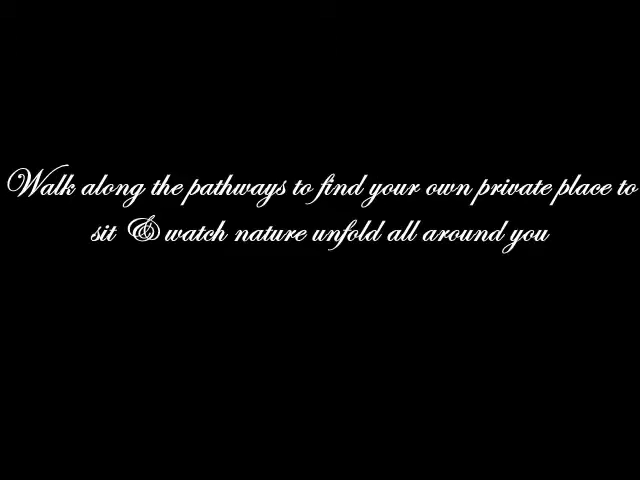 Walk along the pathways to find your own private place to
sit & watch nature unfold all around you